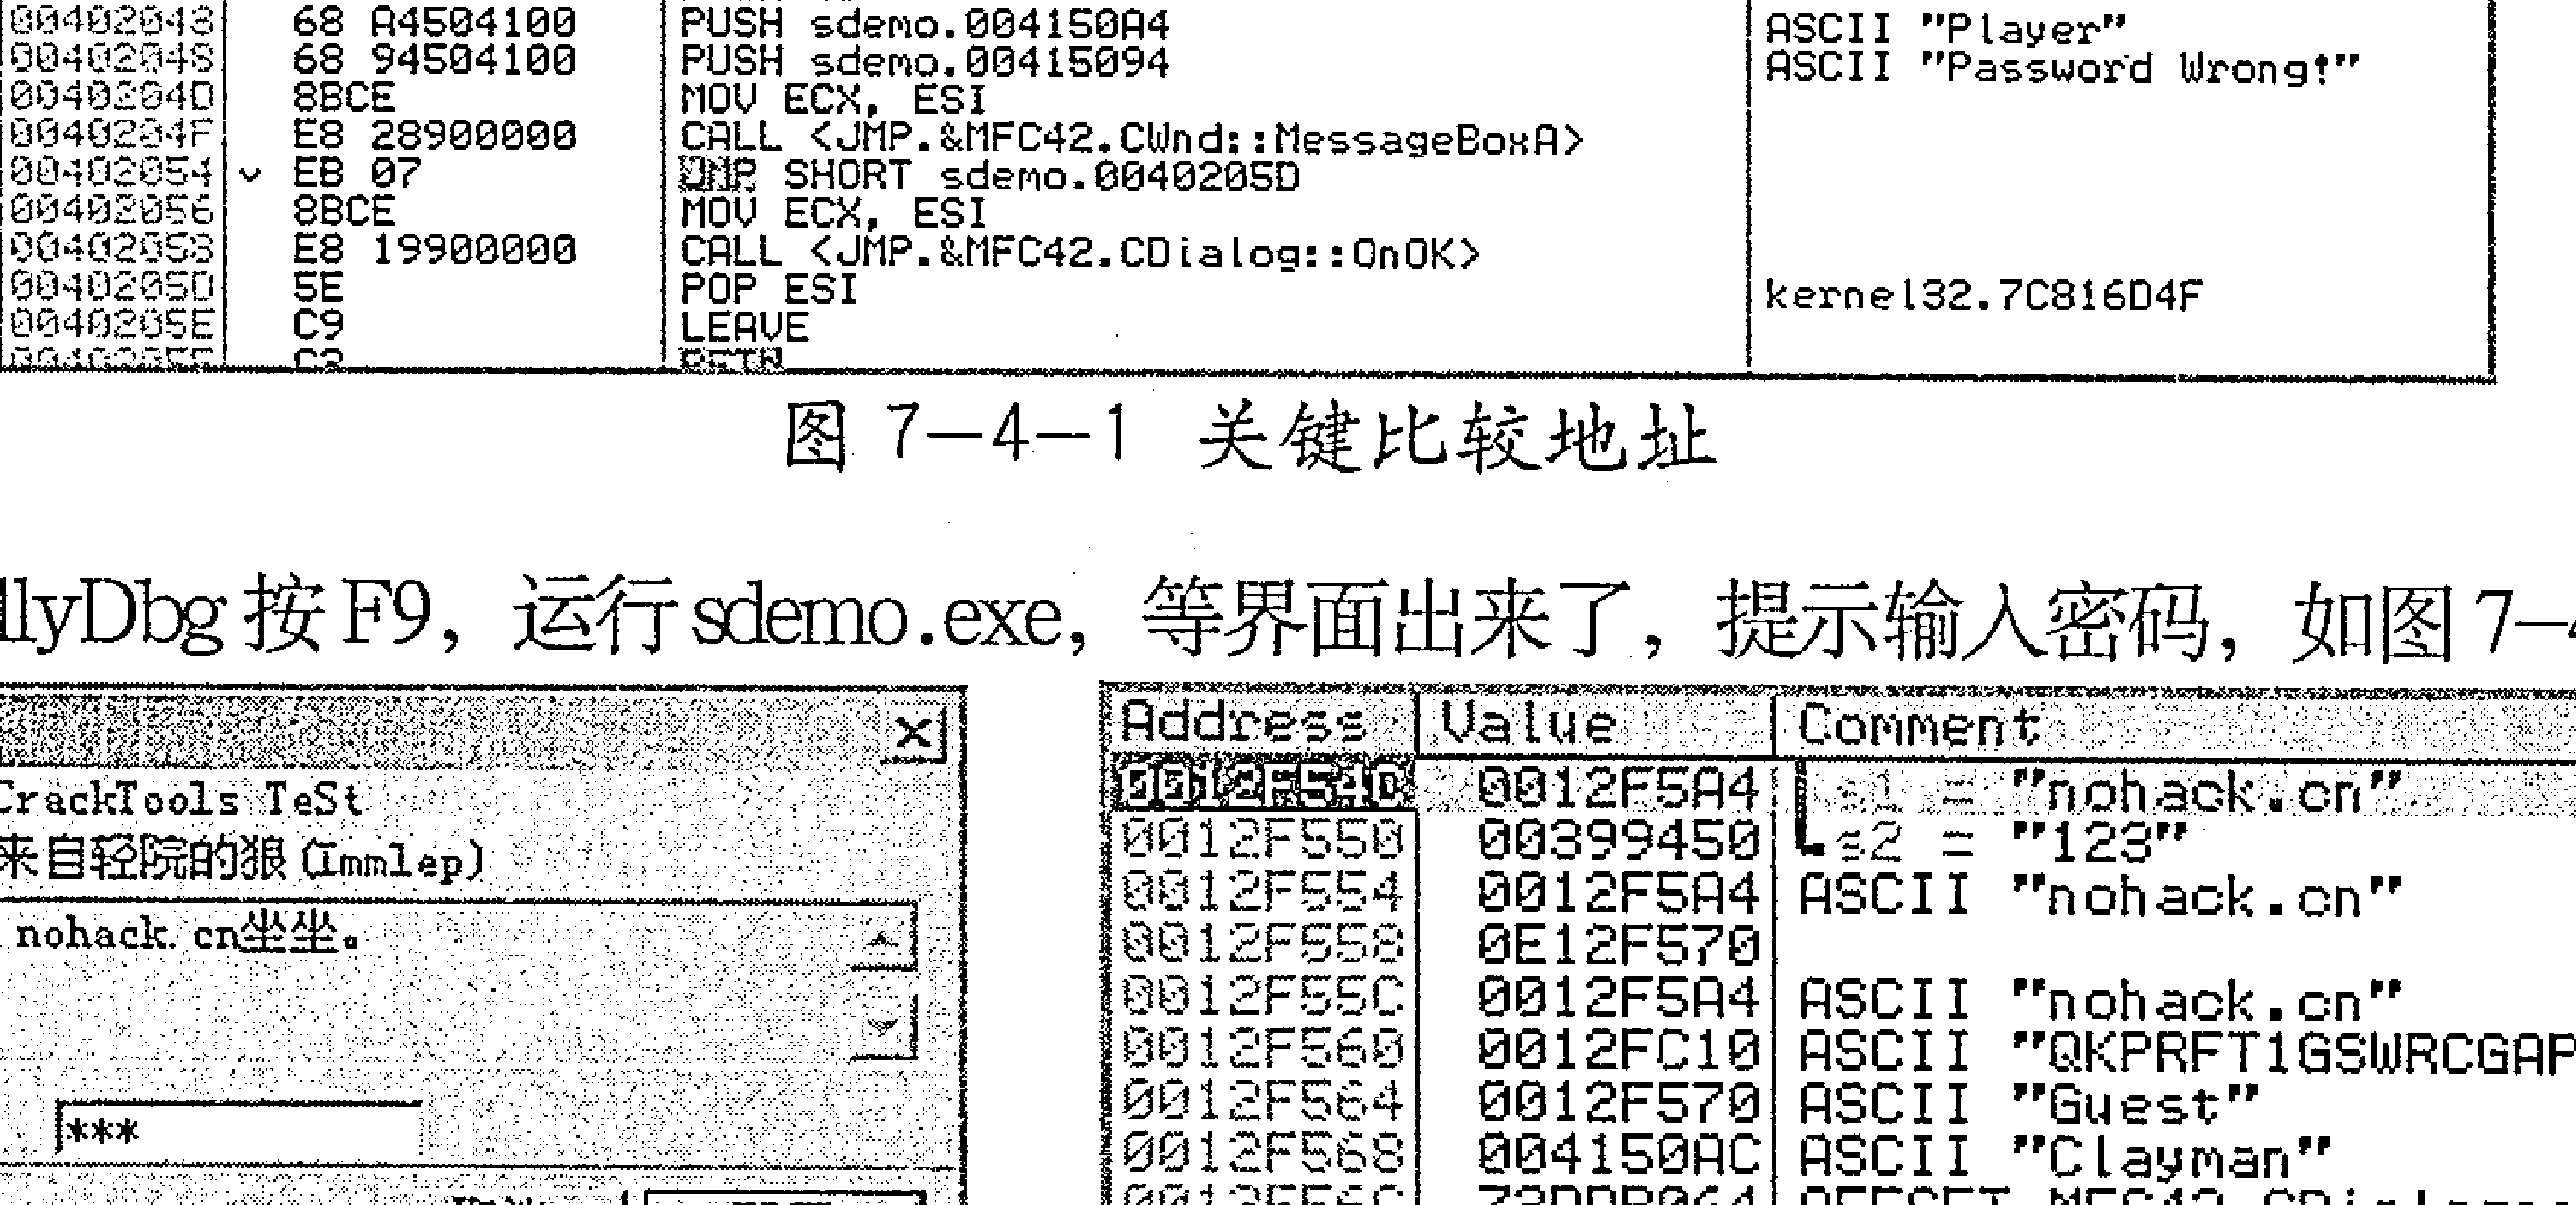 00402043 68 A4504100 PUSH sdemo.004150A4 ASCII "Player"
00402048 68 94504100 PUSH sdemo.00415094 ASCII "Password Wrong!"
0040204D 8BCE MOV ECX, ESI
0040204F E8 28900000 CALL <JMP.&MFC42.CWnd::MessageBoxA>
00402054 EB 07 JMP SHORT sdemo.0040205D
00402056 8BCE MOV ECX, ESI
00402058 E8 19900000 CALL <JMP.&MFC42.CDialog::OnOK>
0040205D 5E POP ESI kernel32.7C816D4F
0040205E C9 LEAVE
0040205F C3 RETN
图 7-4-1 关键比较地址
llyDbg 按 F9，运行 sdemo.exe，等界面出来了，提示输入密码，如图 7-4
CrackTools TeSt
来自轻院的狼(Immlep)
nohack.cn坐坐。
***
Address Value Comment
0012F54C 0012F5A4 s1 = "nohack.cn"
0012F550 00399450 s2 = "123"
0012F554 0012F5A4 ASCII "nohack.cn"
0012F558 0E12F570
0012F55C 0012F5A4 ASCII "nohack.cn"
0012F560 0012FC10 ASCII "QKPRFT1GSWRCGAP
0012F564 0012F570 ASCII "Guest"
0012F568 004150AC ASCII "Clayman"